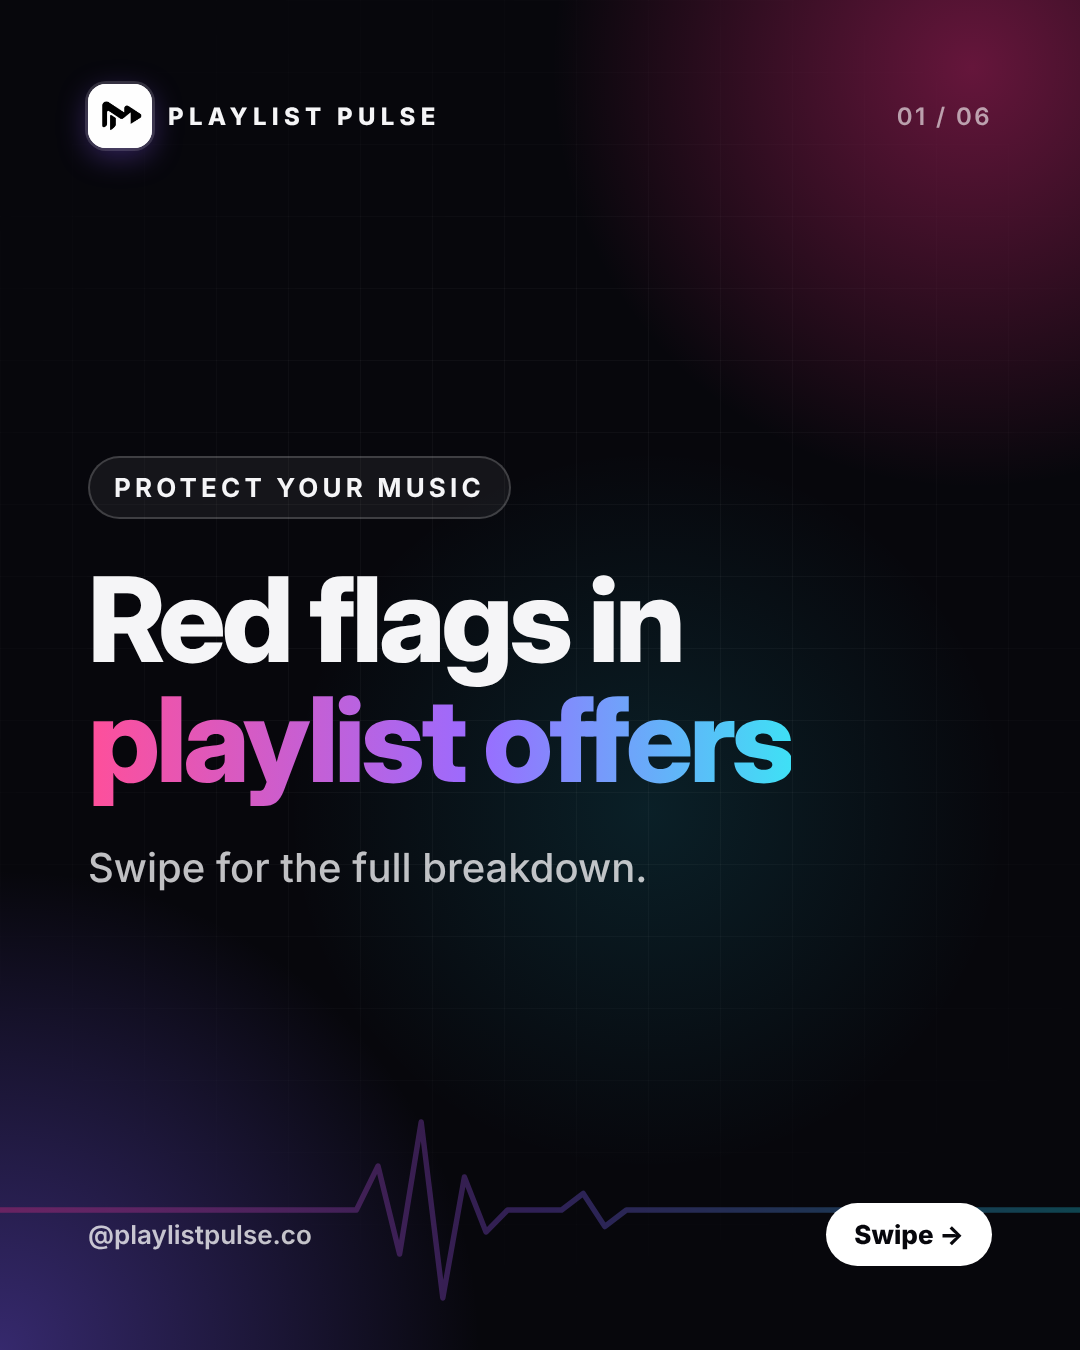 PLAYLIST PULSE
01 / 06
PROTECT YOUR MUSIC
Red flags in
playlist offers
Swipe for the full breakdown.
@playlistpulse.co
Swipe →